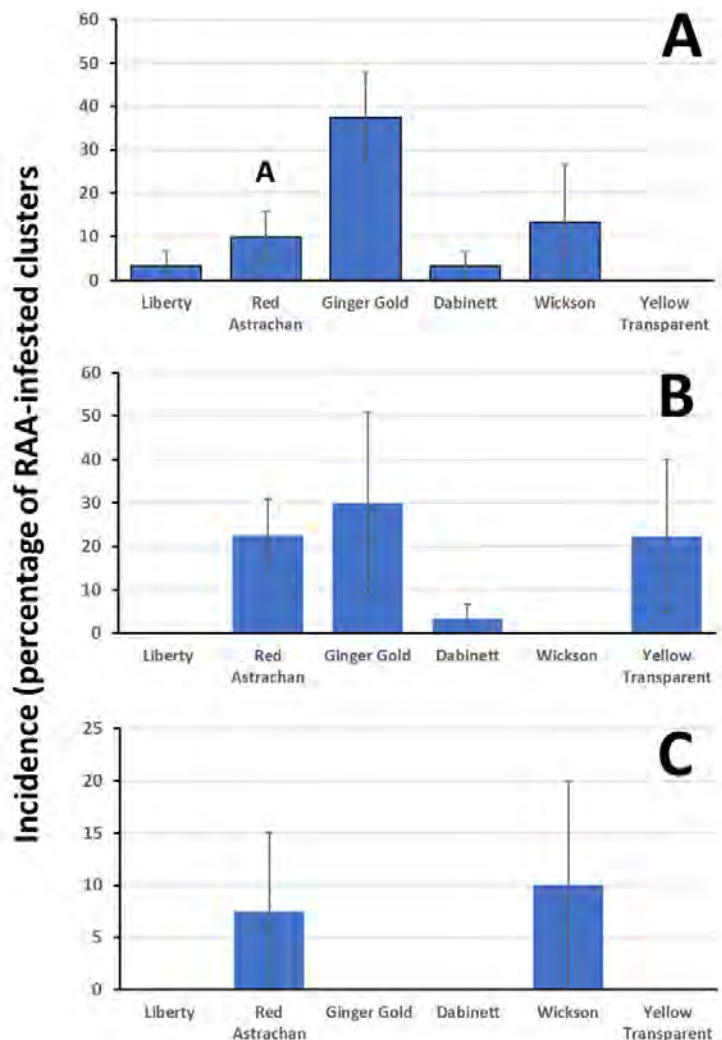 Incidence (percentage of RAA-infested clusters
A
60
50
40
30
20
10
0
A
Liberty
Red
Astrachan
Ginger Gold
Dabinett
Wickson
Yellow
Transparent
B
60
50
40
30
20
10
0
Liberty
Red
Astrachan
Ginger Gold
Dabinett
Wickson
Yellow
Transparent
C
25
20
15
10
5
0
Liberty
Red
Astrachan
Ginger Gold
Dabinett
Wickson
Yellow
Transparent